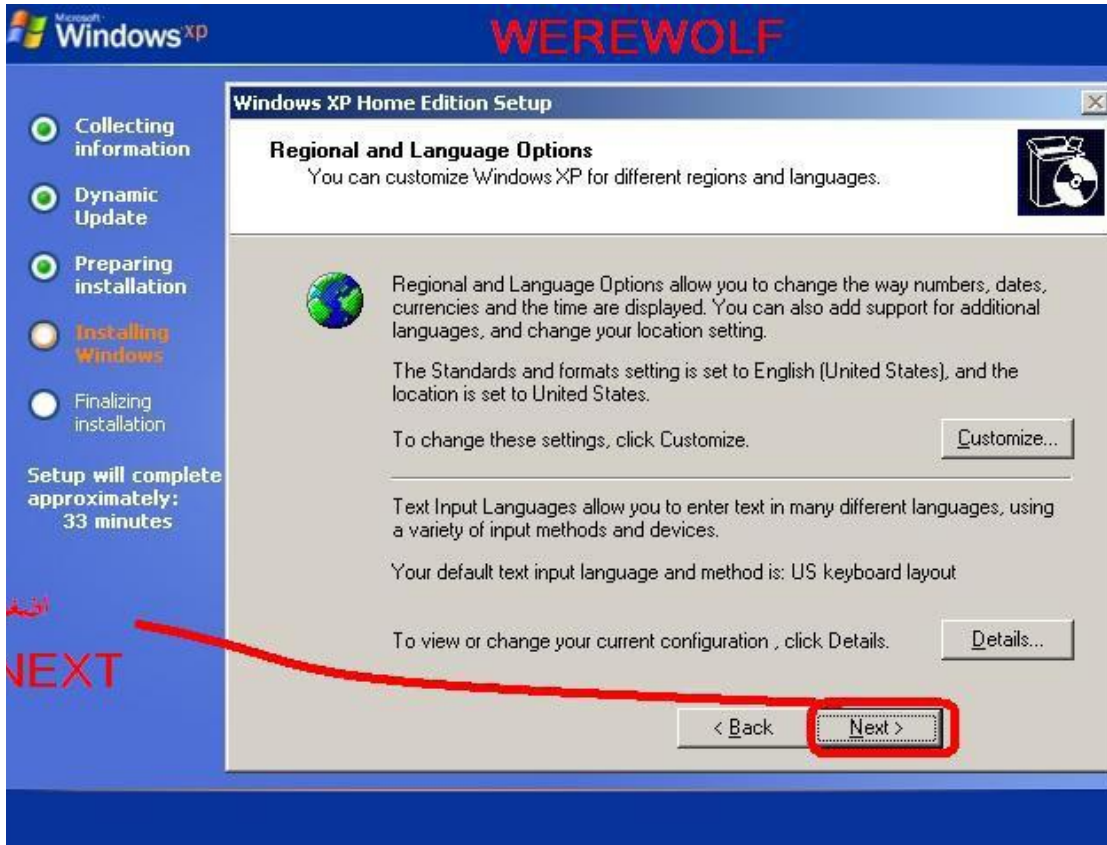 Microsoft
Windows xp
WEREWOLF
Collecting
information
Dynamic
Update
Preparing
installation
Installing
Windows
Finalizing
installation
Setup will complete
approximately:
33 minutes
NEXT
Windows XP Home Edition Setup
Regional and Language Options
You can customize Windows XP for different regions and languages.
Regional and Language Options allow you to change the way numbers, dates,
currencies and the time are displayed. You can also add support for additional
languages, and change your location setting.
The Standards and formats setting is set to English (United States), and the
location is set to United States.
To change these settings, click Customize.
Customize...
Text Input Languages allow you to enter text in many different languages, using
a variety of input methods and devices.
Your default text input language and method is: US keyboard layout
To view or change your current configuration , click Details.
Details...
< Back
Next >